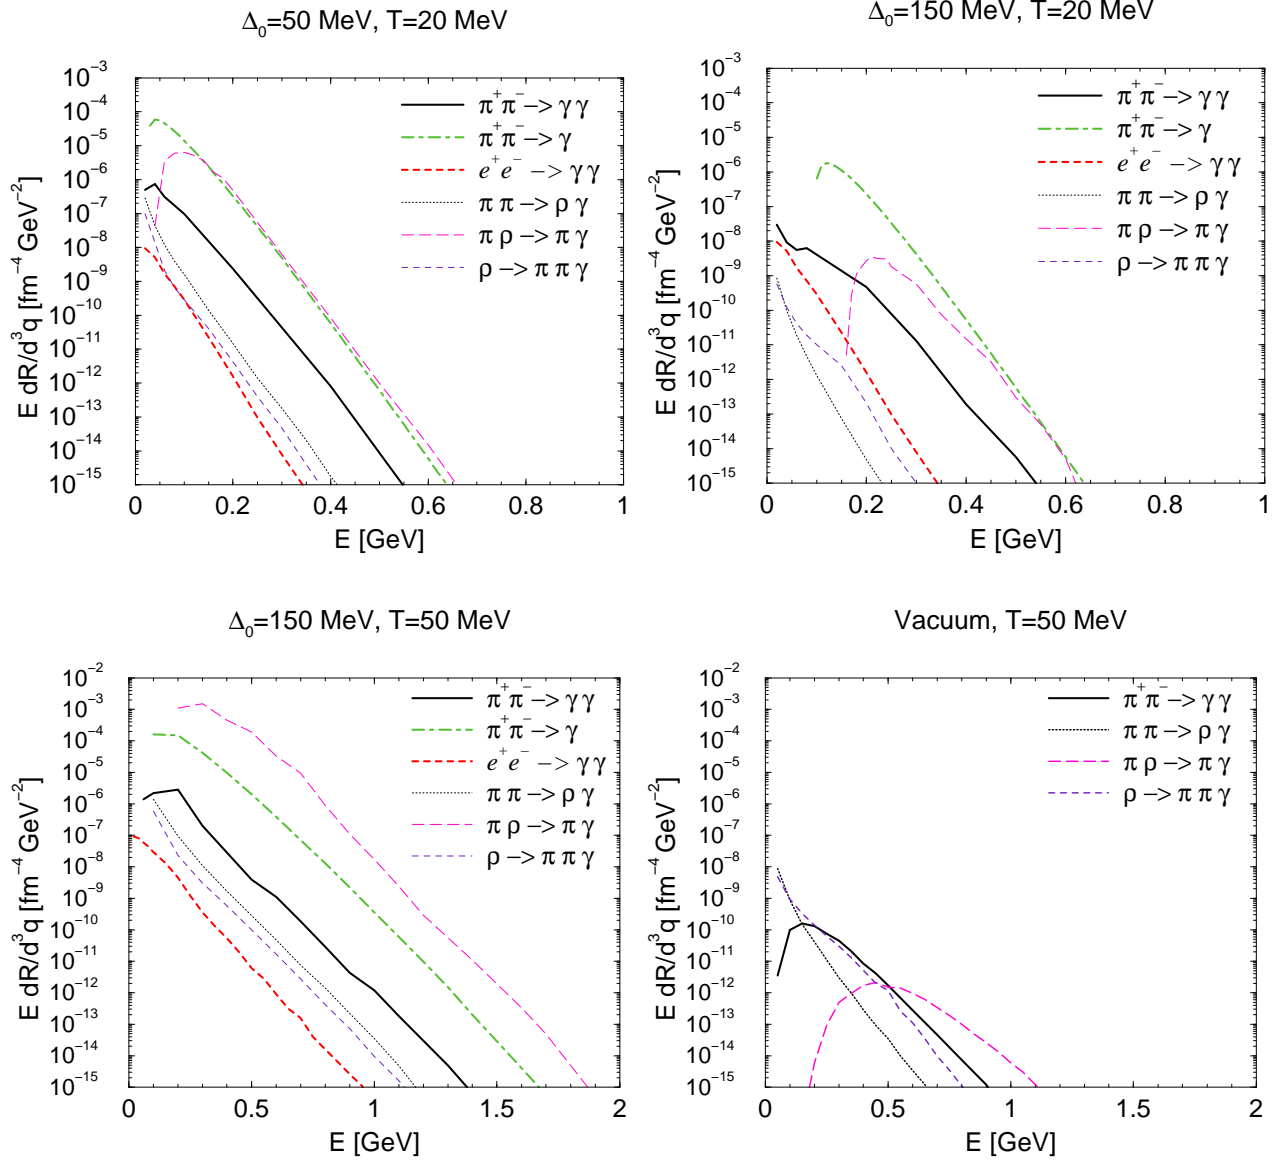 Δ₀=50 MeV, T=20 MeV
E dR/d³q [fm⁻⁴ GeV⁻²]
10⁻³
10⁻⁴
10⁻⁵
10⁻⁶
10⁻⁷
10⁻⁸
10⁻⁹
10⁻¹⁰
10⁻¹¹
10⁻¹²
10⁻¹³
10⁻¹⁴
10⁻¹⁵
π⁺π⁻−> γγ
π⁺π⁻−> γ
e⁺e⁻ −> γγ
π π −> ρ γ
π ρ −> π γ
ρ −> π π γ
0 0.2 0.4 0.6 0.8 1
E [GeV]
Δ₀=150 MeV, T=20 MeV
E dR/d³q [fm⁻⁴ GeV⁻²]
10⁻³
10⁻⁴
10⁻⁵
10⁻⁶
10⁻⁷
10⁻⁸
10⁻⁹
10⁻¹⁰
10⁻¹¹
10⁻¹²
10⁻¹³
10⁻¹⁴
10⁻¹⁵
π⁺π⁻−> γγ
π⁺π⁻−> γ
e⁺e⁻ −> γγ
π π −> ρ γ
π ρ −> π γ
ρ −> π π γ
0 0.2 0.4 0.6 0.8 1
E [GeV]
Δ₀=150 MeV, T=50 MeV
E dR/d³q [fm⁻⁴ GeV⁻²]
10⁻²
10⁻³
10⁻⁴
10⁻⁵
10⁻⁶
10⁻⁷
10⁻⁸
10⁻⁹
10⁻¹⁰
10⁻¹¹
10⁻¹²
10⁻¹³
10⁻¹⁴
10⁻¹⁵
π⁺π⁻−> γγ
π⁺π⁻−> γ
e⁺e⁻ −> γγ
π π −> ρ γ
π ρ −> π γ
ρ −> π π γ
0 0.5 1 1.5 2
E [GeV]
Vacuum, T=50 MeV
E dR/d³q [fm⁻⁴ GeV⁻²]
10⁻²
10⁻³
10⁻⁴
10⁻⁵
10⁻⁶
10⁻⁷
10⁻⁸
10⁻⁹
10⁻¹⁰
10⁻¹¹
10⁻¹²
10⁻¹³
10⁻¹⁴
10⁻¹⁵
π⁺π⁻−> γγ
π π −> ρ γ
π ρ −> π γ
ρ −> π π γ
0 0.5 1 1.5 2
E [GeV]